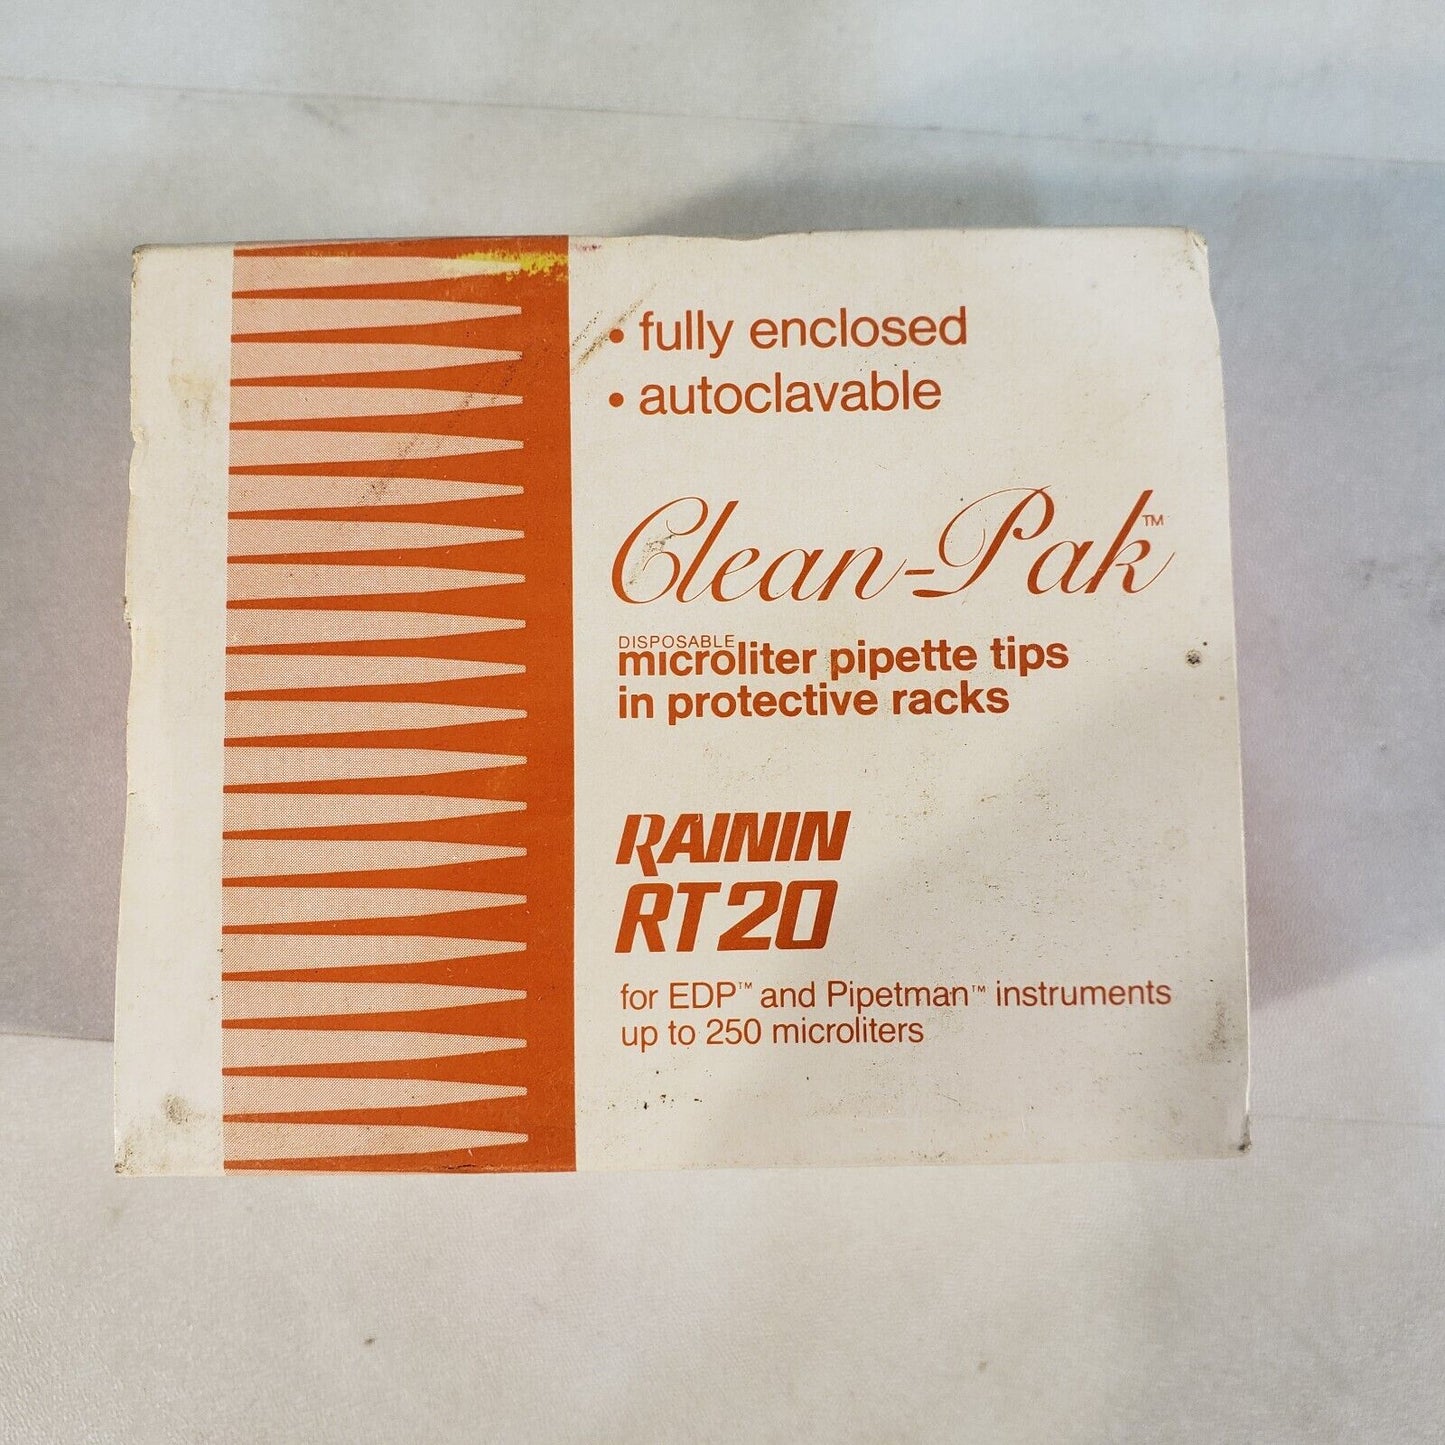 • fully enclosed
• autoclavable
Clean-Pak™
DISPOSABLE
microliter pipette tips
in protective racks
RAININ
RT20
for EDP™ and Pipetman™ instruments
up to 250 microliters